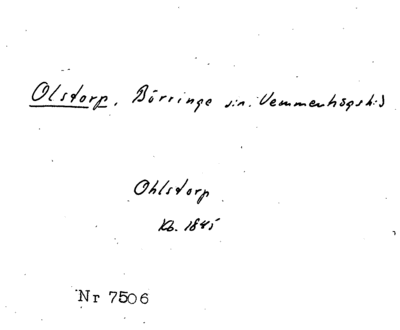 Olstorp, Börringe sn. Vemmenhögs hd
Ohlstorp
Kb. 1845
Nr 7506